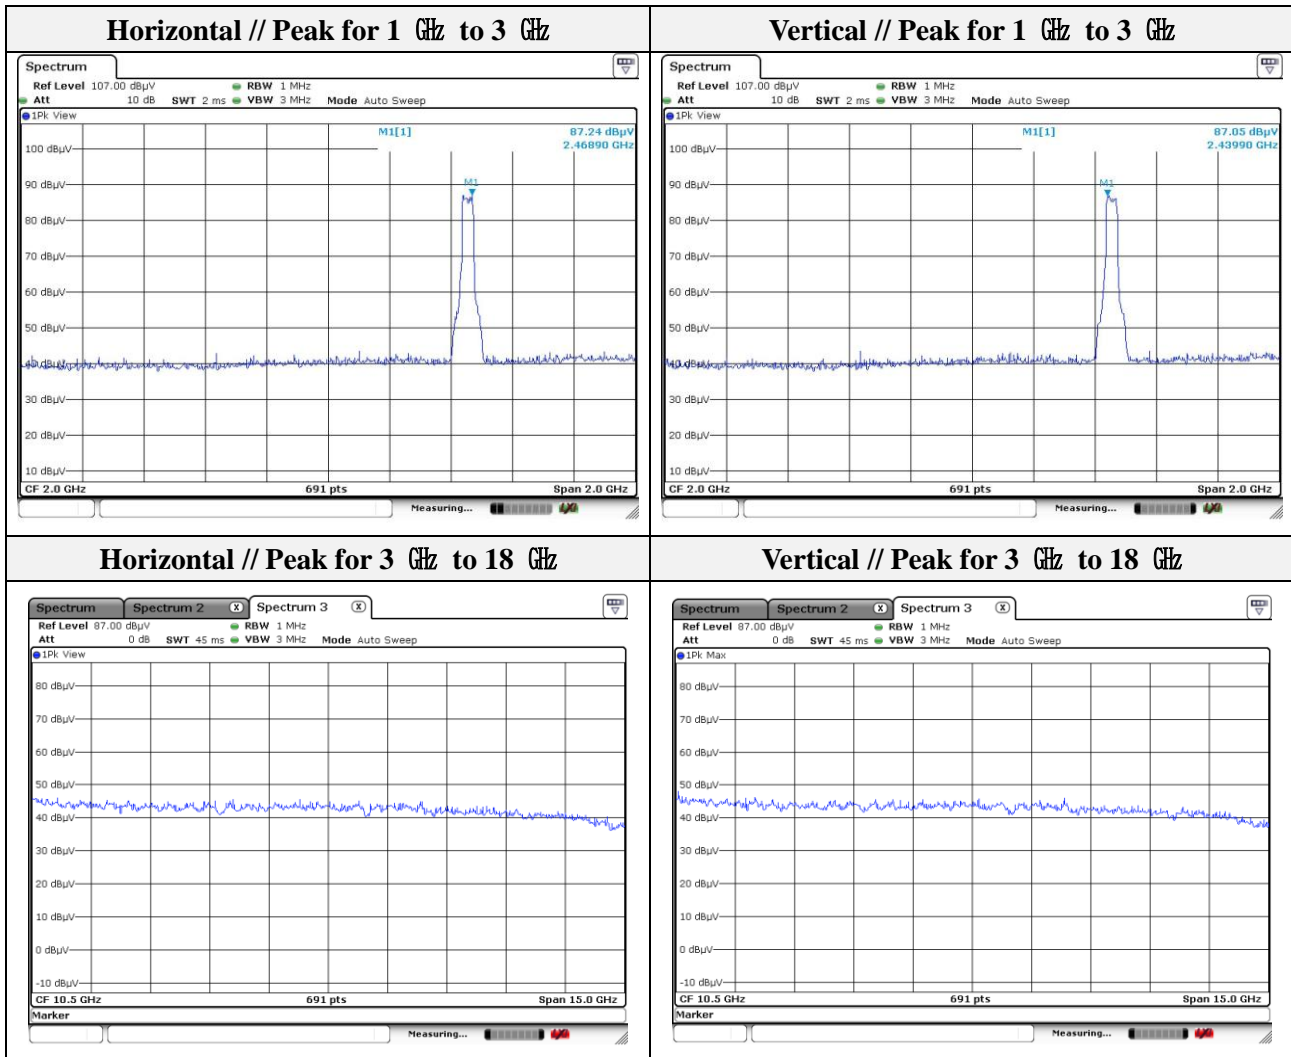 Horizontal // Peak for 1 ㎓ to 3 ㎓
Vertical // Peak for 1 ㎓ to 3 ㎓
Spectrum
Ref Level 107.00 dBµV RBW 1 MHz
Att 10 dB SWT 2 ms VBW 3 MHz Mode Auto Sweep
1Pk View
M1[1] 87.24 dBµV
2.46890 GHz
100 dBµV
M1
90 dBµV
80 dBµV
70 dBµV
60 dBµV
50 dBµV
40 dBµV
30 dBµV
20 dBµV
10 dBµV
CF 2.0 GHz 691 pts Span 2.0 GHz
Measuring...
Spectrum
Ref Level 107.00 dBµV RBW 1 MHz
Att 10 dB SWT 2 ms VBW 3 MHz Mode Auto Sweep
1Pk View
M1[1] 87.05 dBµV
2.43990 GHz
100 dBµV
M1
90 dBµV
80 dBµV
70 dBµV
60 dBµV
50 dBµV
40 dBµV
30 dBµV
20 dBµV
10 dBµV
CF 2.0 GHz 691 pts Span 2.0 GHz
Measuring...
Horizontal // Peak for 3 ㎓ to 18 ㎓
Vertical // Peak for 3 ㎓ to 18 ㎓
Spectrum Spectrum 2 X Spectrum 3 X
Ref Level 87.00 dBµV RBW 1 MHz
Att 0 dB SWT 45 ms VBW 3 MHz Mode Auto Sweep
1Pk View
80 dBµV
70 dBµV
60 dBµV
50 dBµV
40 dBµV
30 dBµV
20 dBµV
10 dBµV
0 dBµV
-10 dBµV
CF 10.5 GHz 691 pts Span 15.0 GHz
Marker
Measuring...
Spectrum Spectrum 2 X Spectrum 3 X
Ref Level 87.00 dBµV RBW 1 MHz
Att 0 dB SWT 45 ms VBW 3 MHz Mode Auto Sweep
1Pk Max
80 dBµV
70 dBµV
60 dBµV
50 dBµV
40 dBµV
30 dBµV
20 dBµV
10 dBµV
0 dBµV
-10 dBµV
CF 10.5 GHz 691 pts Span 15.0 GHz
Marker
Measuring...